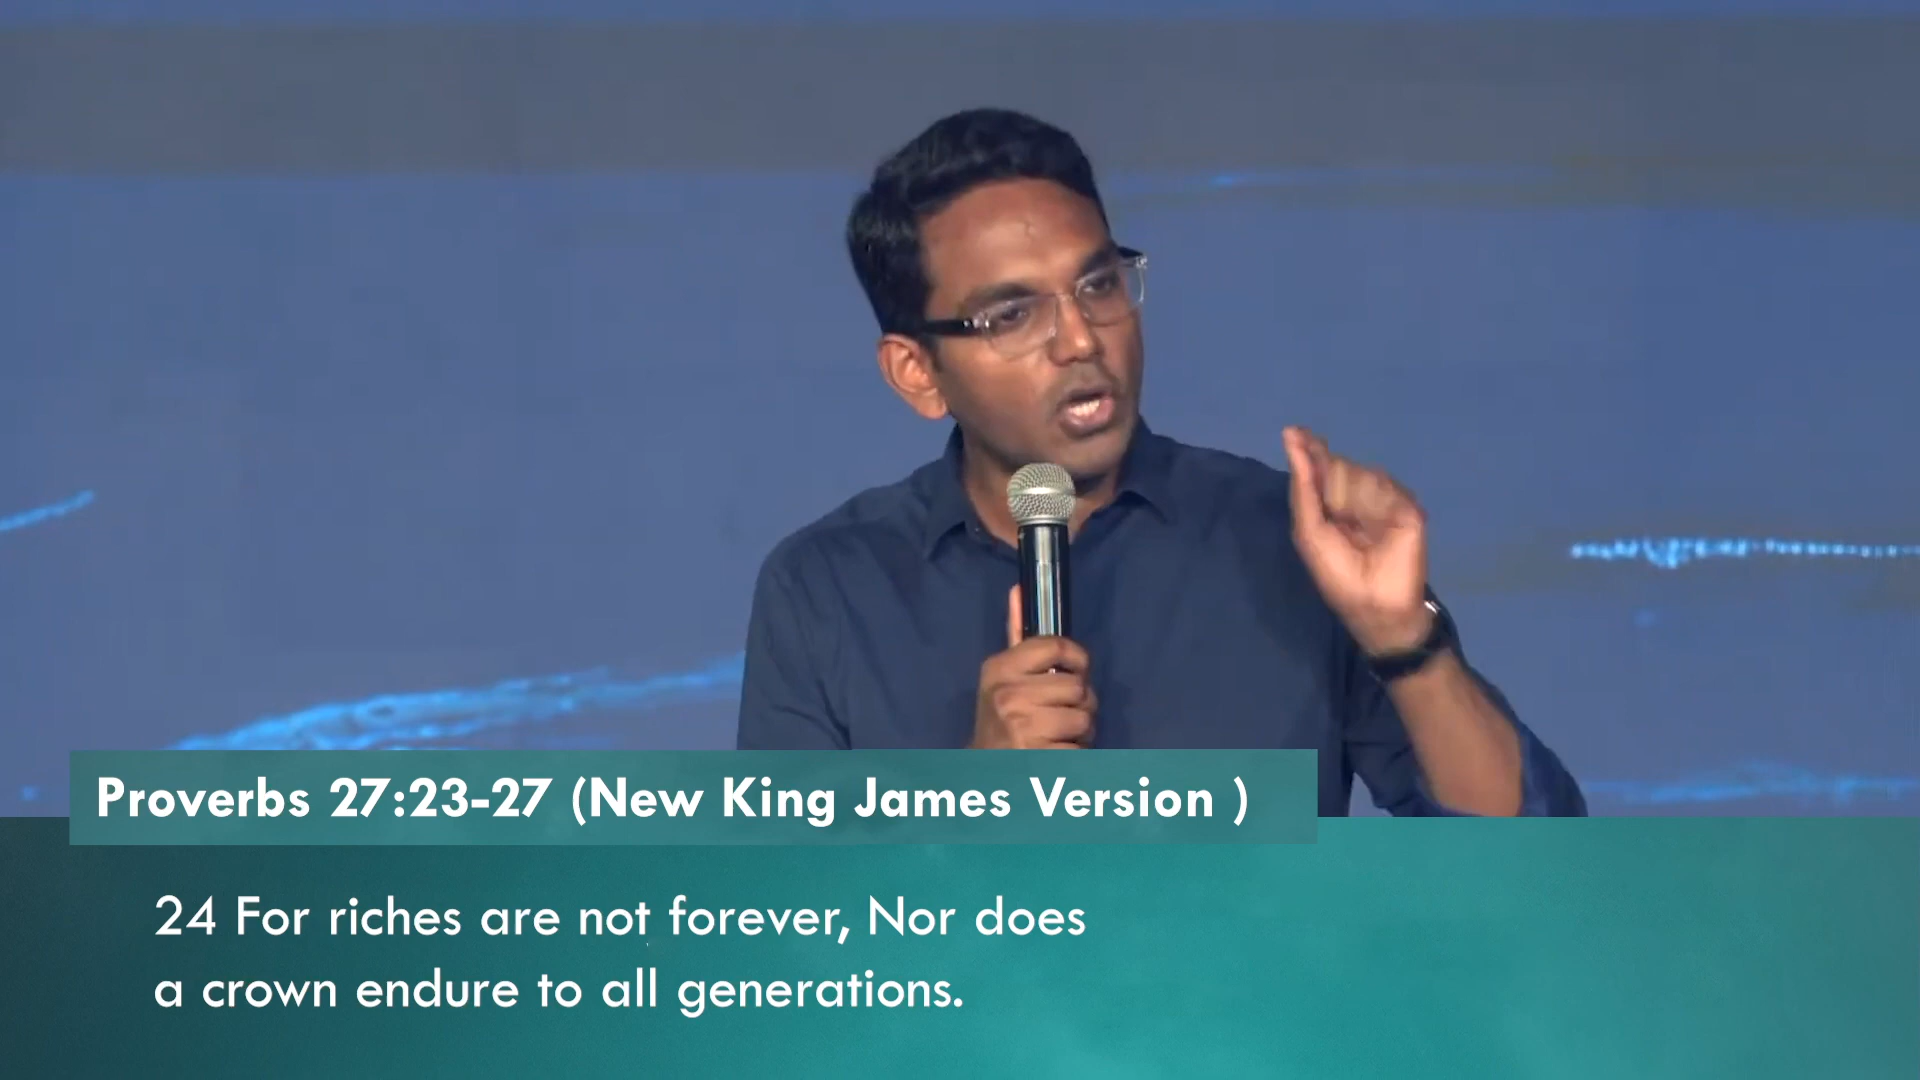 Proverbs 27:23-27 (New King James Version )
24 For riches are not forever, Nor does
a crown endure to all generations.